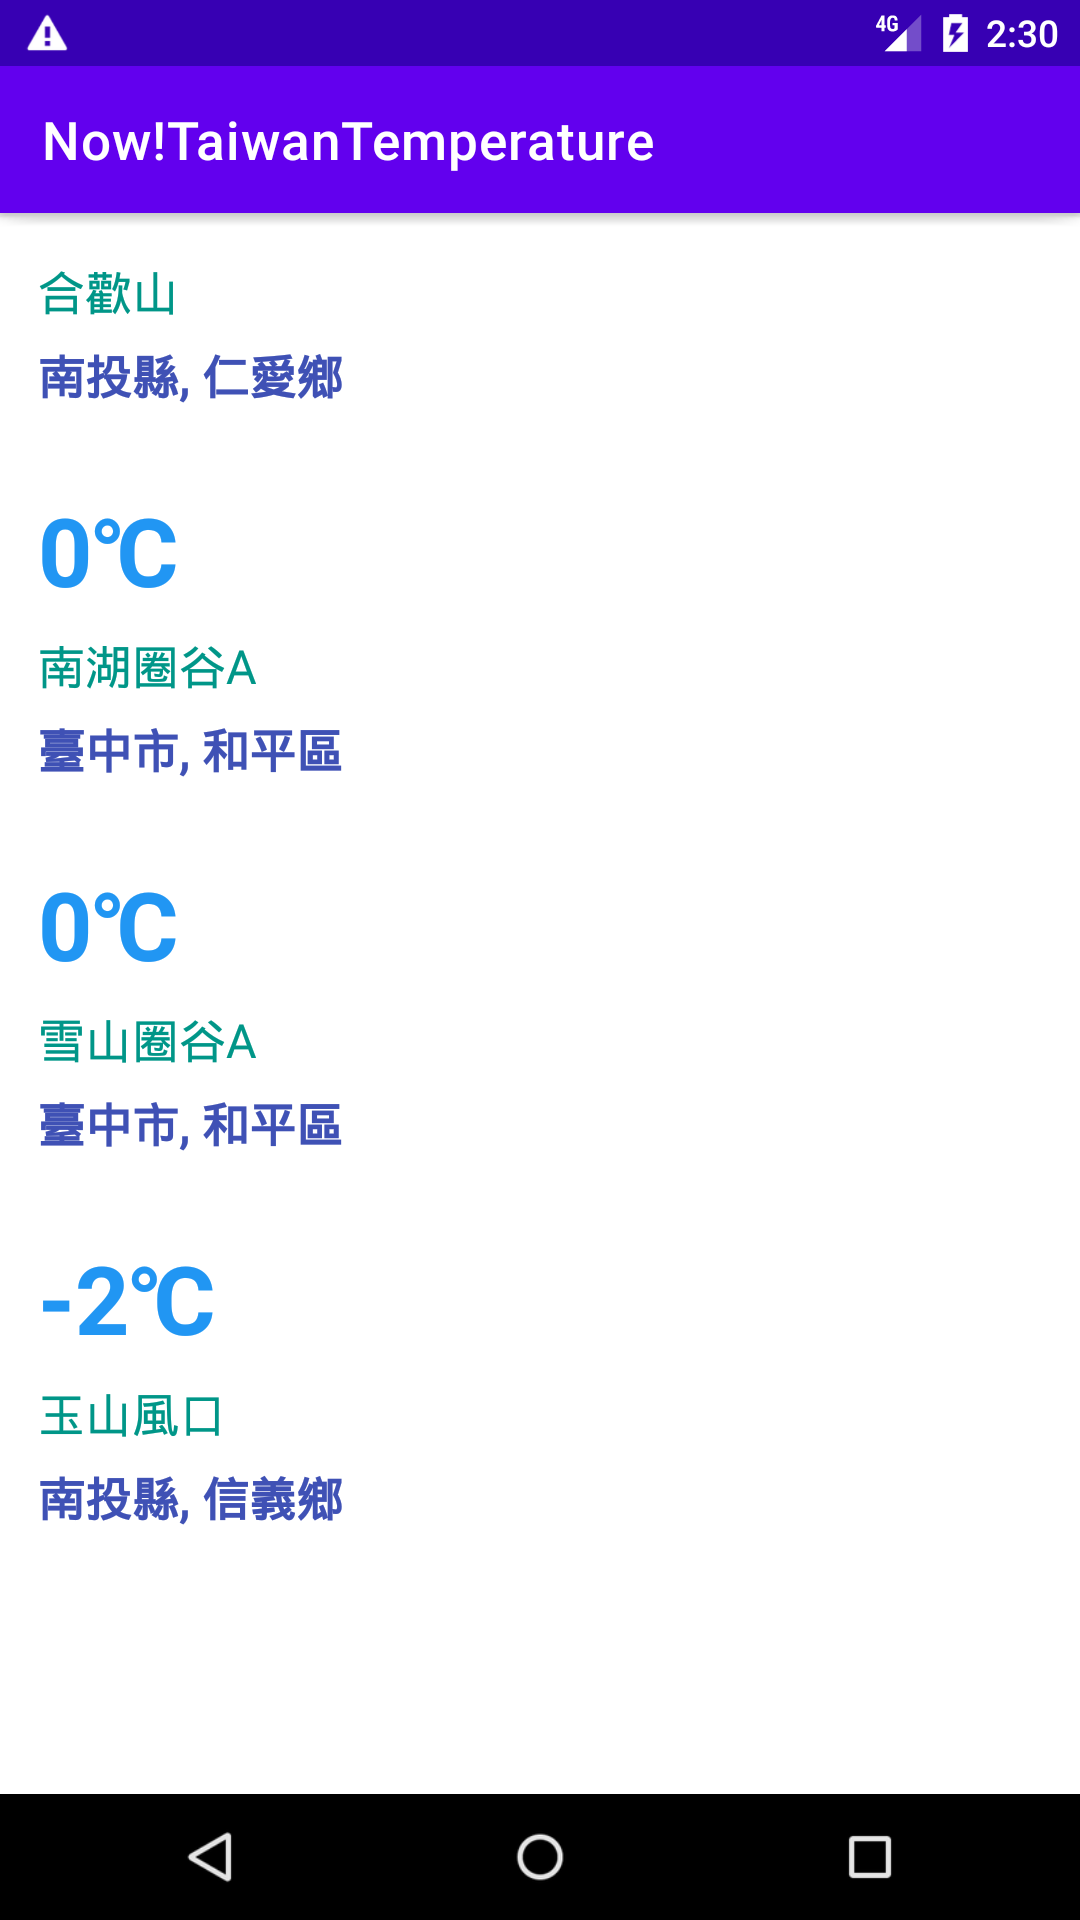 4G 2:30
Now!TaiwanTemperature
合歡山
南投縣, 仁愛鄉
0°C
南湖圈谷A
臺中市, 和平區
0°C
雪山圈谷A
臺中市, 和平區
-2°C
玉山風口
南投縣, 信義鄉